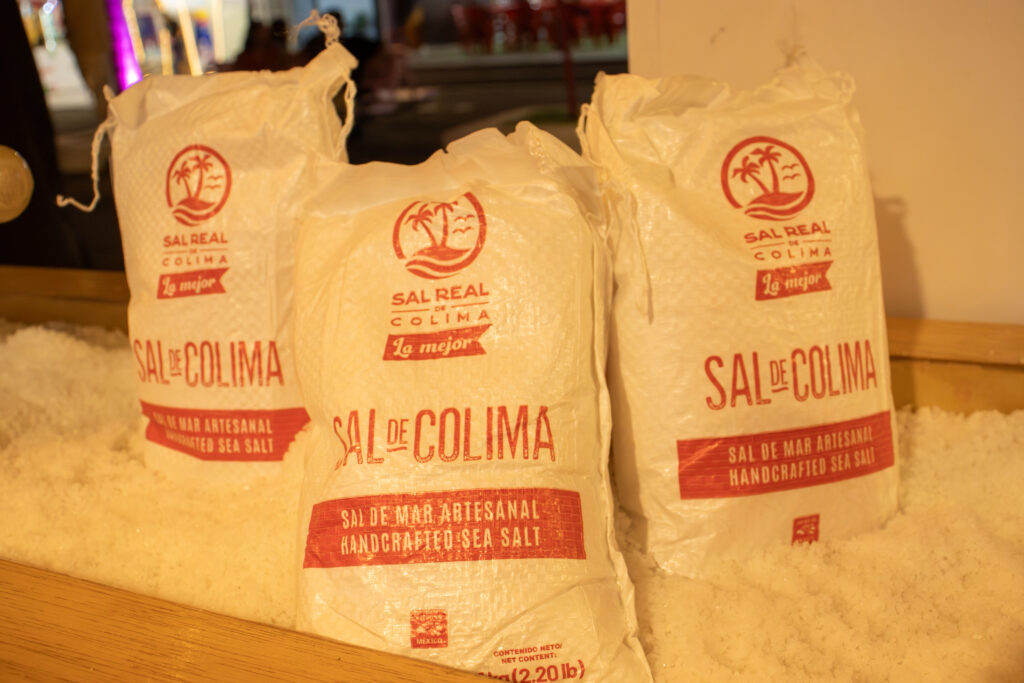 SAL REAL
DE
COLIMA
La mejor
SAL DE COLIMA
SAL DE MAR ARTESANAL
HANDCRAFTED SEA SALT
SAL REAL
DE
COLIMA
La mejor
SAL DE COLIMA
SAL DE MAR ARTESANAL
HANDCRAFTED SEA SALT
MÉXICO
CONTENIDO NETO/
NET CONTENT:
kg (2.20 lb)
SAL REAL
DE
COLIMA
La mejor
SAL DE COLIMA
SAL DE MAR ARTESANAL
HANDCRAFTED SEA SALT